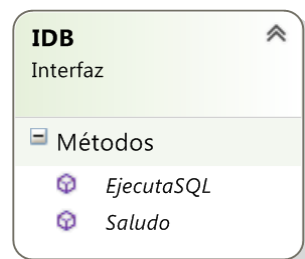 IDB
Interfaz
Métodos
EjecutaSQL
Saludo